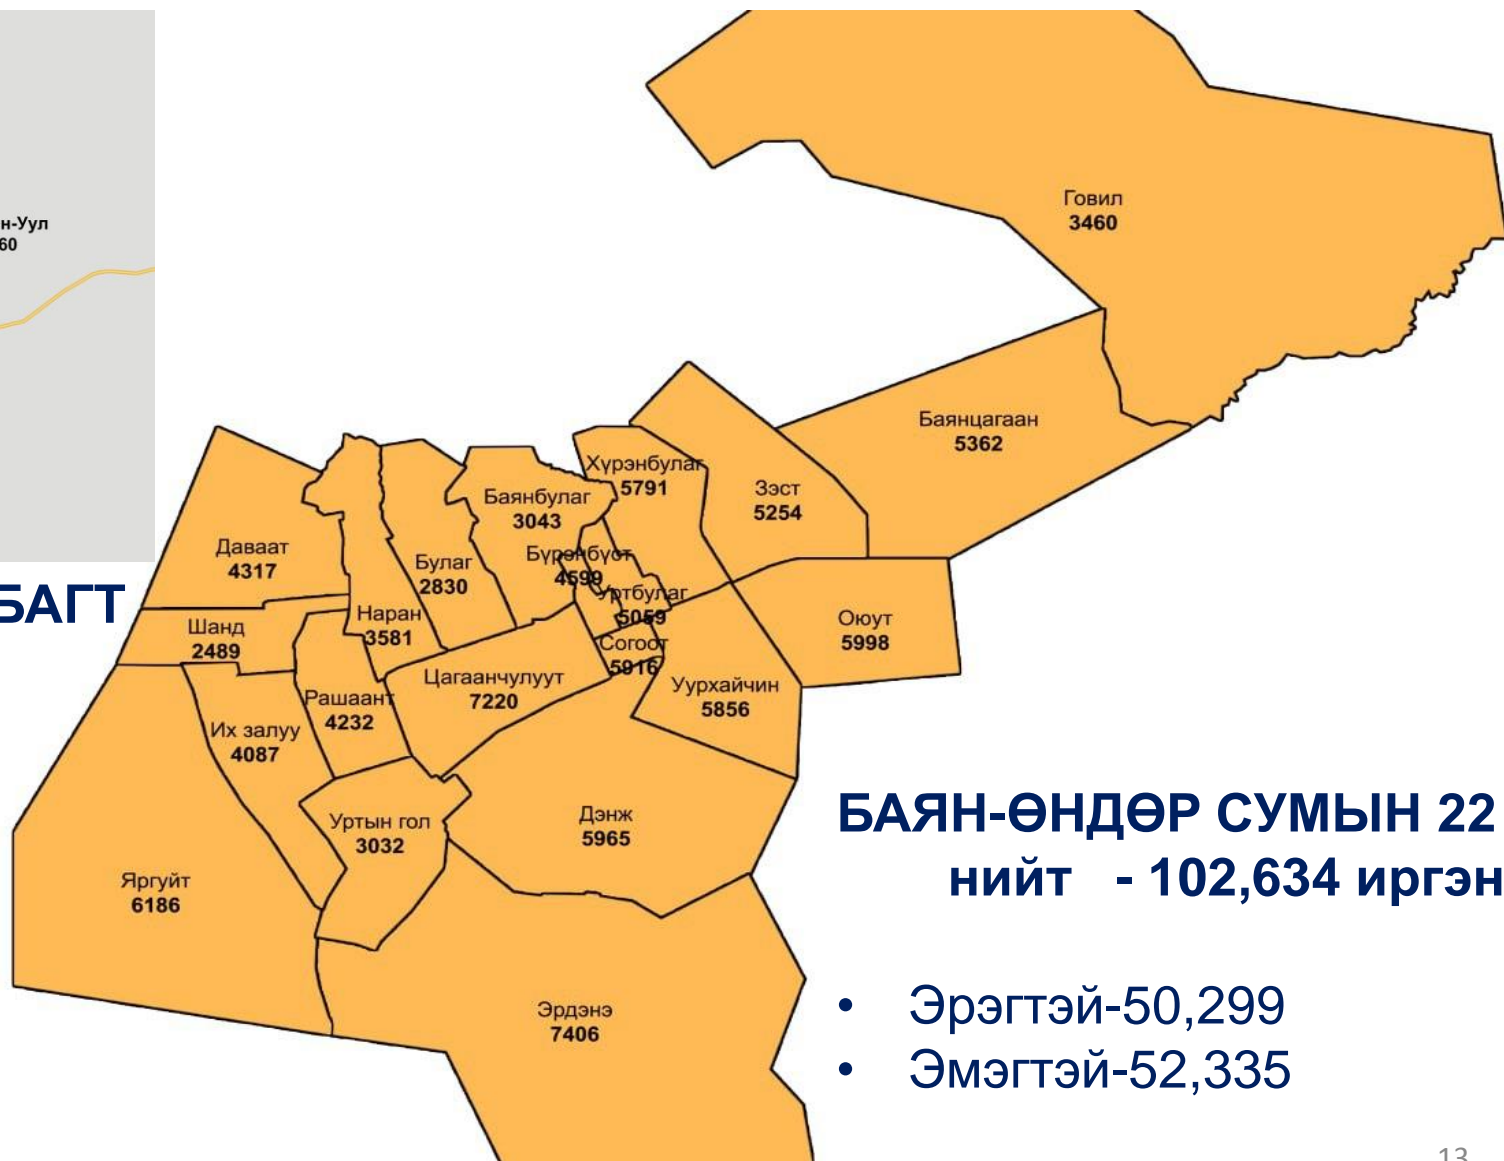 н-Уул
60
БАГТ
Говил
3460
Баянцагаан
5362
Хүрэнбулаг
5791
Зэст
5254
Баянбулаг
3043
Даваат
4317
Булаг
2830
Бүрэнбүст
4599
Уртбулаг
5059
Наран
3581
Шанд
2489
Оюут
5998
Согоот
5916
Цагаанчулуут
7220
Уурхайчин
5856
Рашаант
4232
Их залуу
4087
Уртын гол
3032
Дэнж
5965
Яргуйт
6186
Эрдэнэ
7406
БАЯН-ӨНДӨР СУМЫН 22
нийт - 102,634 иргэн
• Эрэгтэй-50,299
• Эмэгтэй-52,335
13